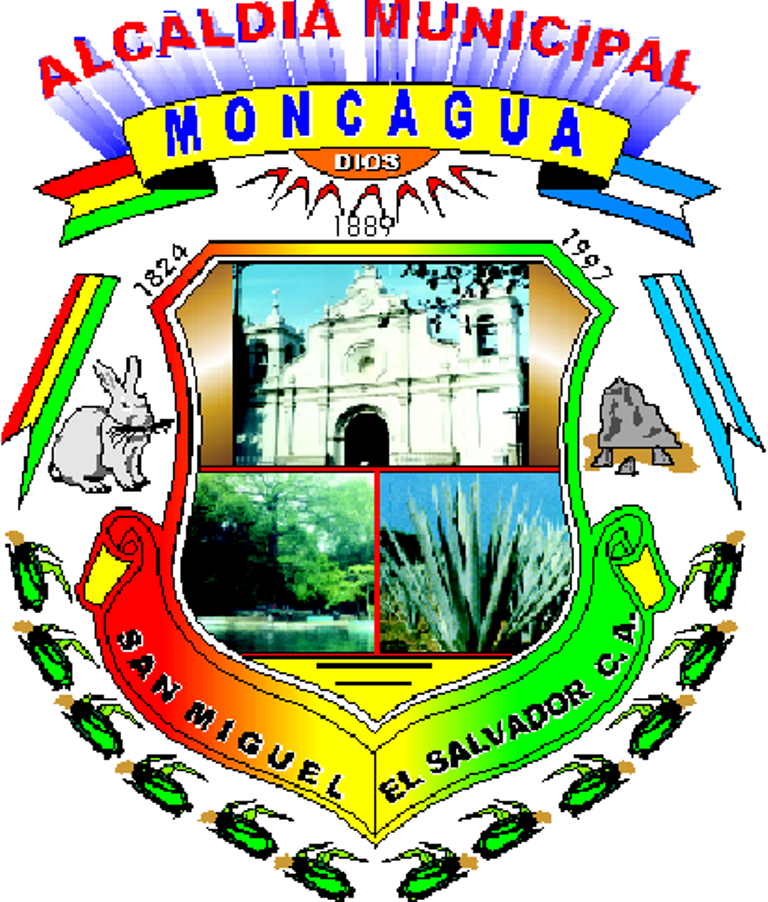 ALCALDIA MUNICIPAL
MONCAGUA
DIOS
1889
1824
1997
SAN MIGUEL
EL SALVADOR C.A.